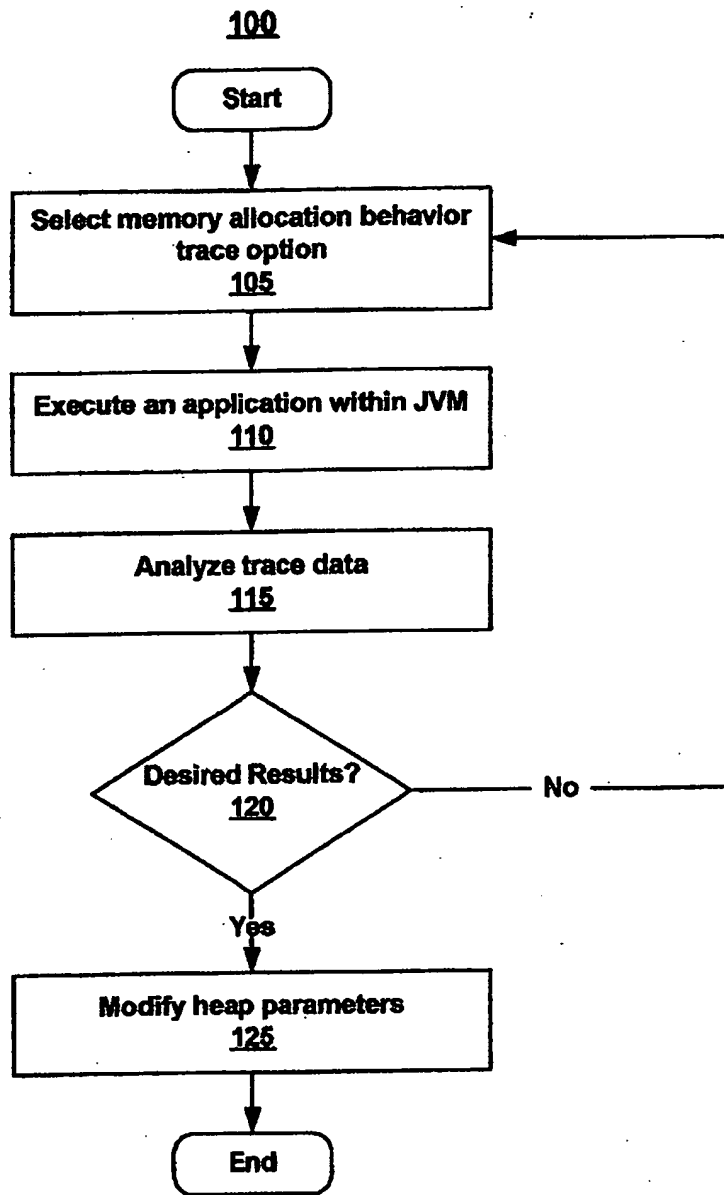 100
Start
Select memory allocation behavior
trace option
105
Execute an application within JVM
110
Analyze trace data
115
Desired Results?
120
No
Yes
Modify heap parameters
125
End